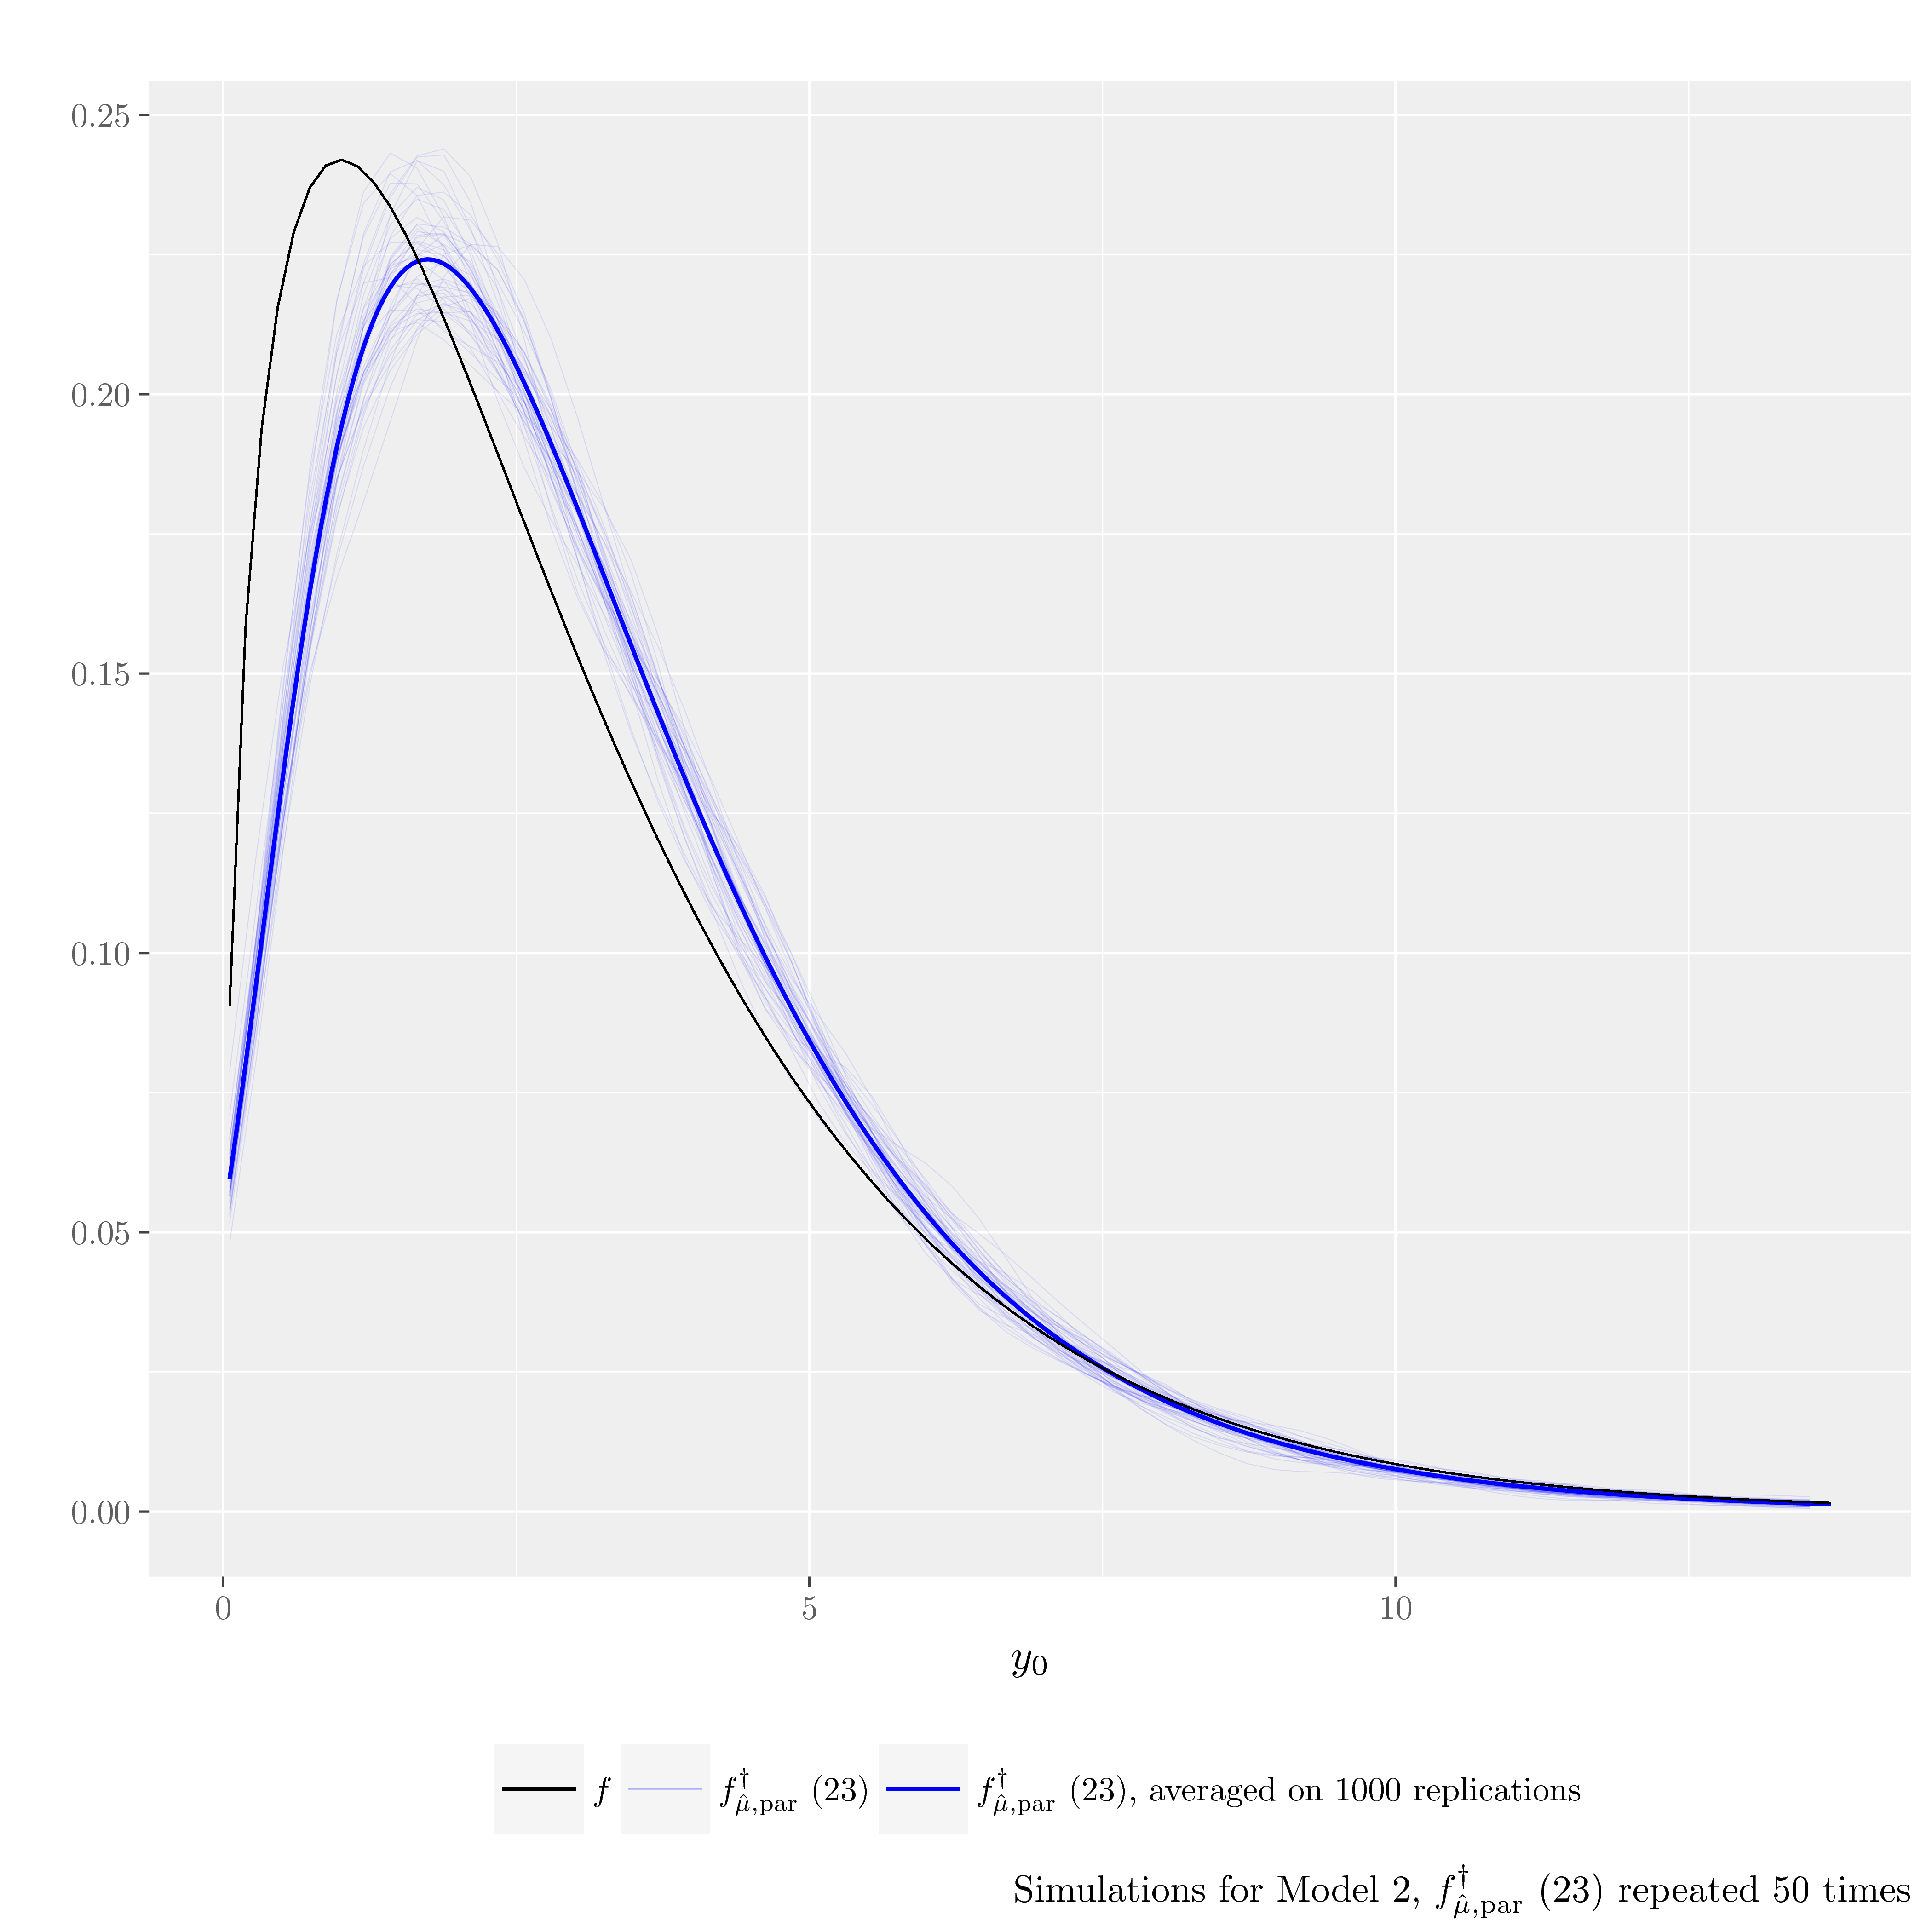 0.25
0.20
0.15
0.10
0.05
0.00
0 5 10
y₀
f f†μ̂,par (23) f†μ̂,par (23), averaged on 1000 replications
Simulations for Model 2, f†μ̂,par (23) repeated 50 times